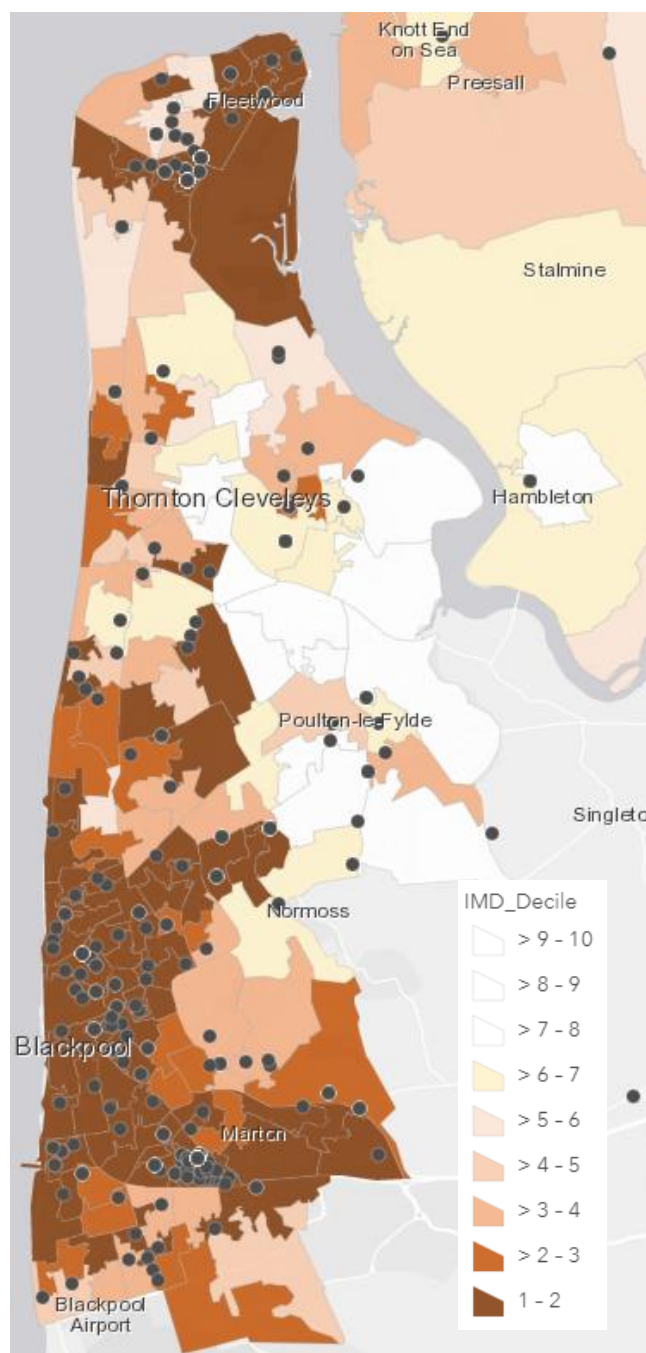 Knott End
on Sea
Preesall
Fleetwood
Stalmine
Thornton Cleveleys
Hambleton
Poulton-le-Fylde
Singleto
Normoss
IMD_Decile
> 9 - 10
> 8 - 9
> 7 - 8
> 6 - 7
> 5 - 6
> 4 - 5
> 3 - 4
> 2 - 3
1 - 2
Blackpool
Marton
Blackpool
Airport